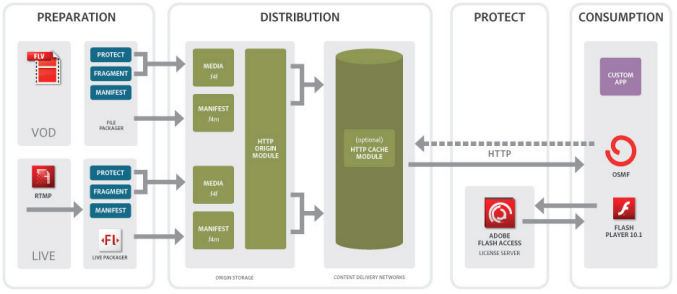 PREPARATION
FLV
VOD
PROTECT
FRAGMENT
MANIFEST
FILE
PACKAGER
RTMP
LIVE
PROTECT
FRAGMENT
MANIFEST
FI
LIVE PACKAGER
DISTRIBUTION
MEDIA
f4f
MANIFEST
f4m
MEDIA
f4f
MANIFEST
f4m
HTTP
ORIGIN
MODULE
ORIGIN STORAGE
(optional)
HTTP CACHE
MODULE
CONTENT DELIVERY NETWORKS
PROTECT
HTTP
ADOBE
FLASH ACCESS
LICENSE SERVER
CONSUMPTION
CUSTOM
APP
OSMF
FLASH
PLAYER 10.1